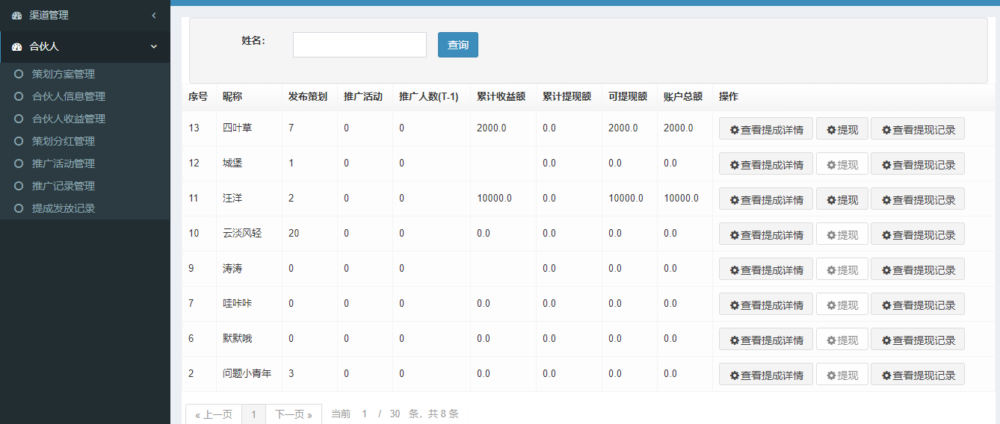 渠道管理
合伙人
策划方案管理
合伙人信息管理
合伙人收益管理
策划分红管理
推广活动管理
推广记录管理
提成发放记录
姓名: 查询
序号 昵称 发布策划 推广活动 推广人数(T-1) 累计收益额 累计提现额 可提现额 账户总额 操作
13 四叶草 7 0 0 2000.0 0.0 2000.0 2000.0 查看提成详情 提现 查看提现记录
12 城堡 1 0 0 0.0 0.0 0.0 查看提成详情 提现 查看提现记录
11 汪洋 2 0 0 10000.0 0.0 10000.0 10000.0 查看提成详情 提现 查看提现记录
10 云淡风轻 20 0 0 0.0 0.0 0.0 0.0 查看提成详情 提现 查看提现记录
9 涛涛 0 0 0 0.0 0.0 0.0 查看提成详情 提现 查看提现记录
7 哇咔咔 0 0 0 0.0 0.0 0.0 0.0 查看提成详情 提现 查看提现记录
6 默默哦 0 0 0 0.0 0.0 0.0 0.0 查看提成详情 提现 查看提现记录
2 问题小青年 3 0 0 0.0 0.0 0.0 0.0 查看提成详情 提现 查看提现记录
« 上一页 1 下一页 » 当前 1 / 30 条，共 8 条